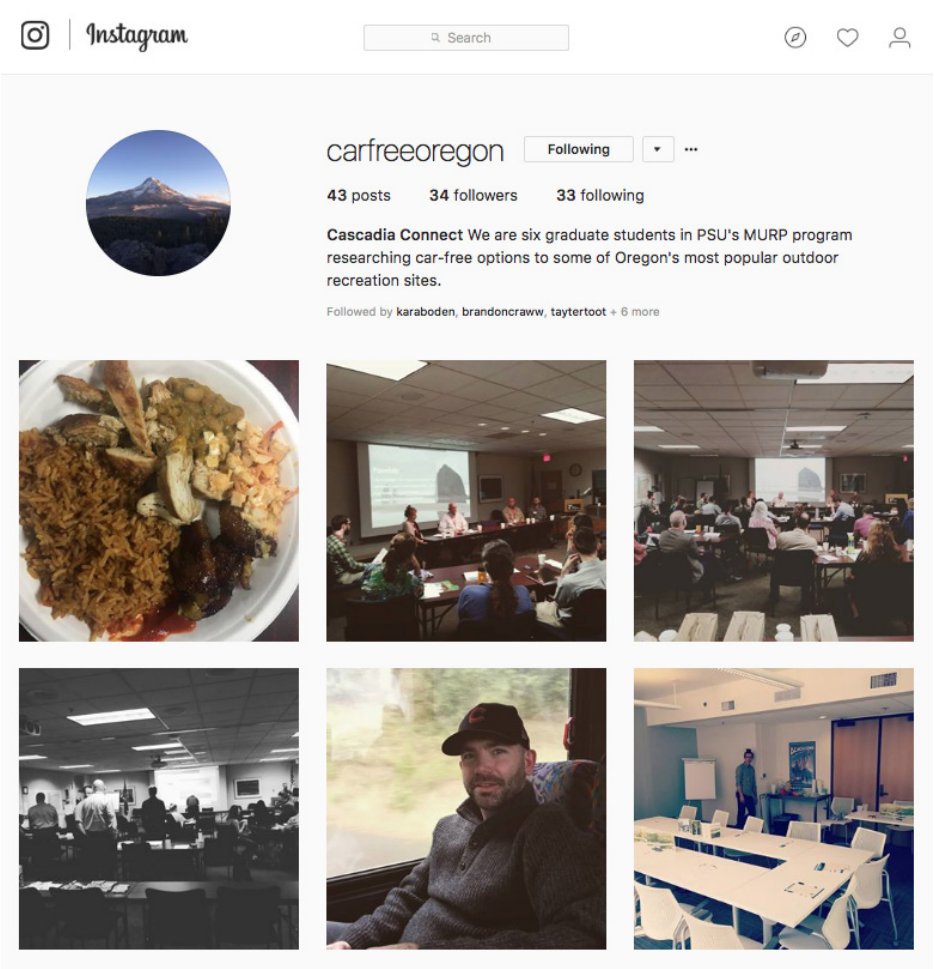 Instagram
Search
carfreeoregon Following
43 posts 34 followers 33 following
Cascadia Connect We are six graduate students in PSU's MURP program
researching car-free options to some of Oregon's most popular outdoor
recreation sites.
Followed by karaboden, brandoncraww, taytertoot + 6 more